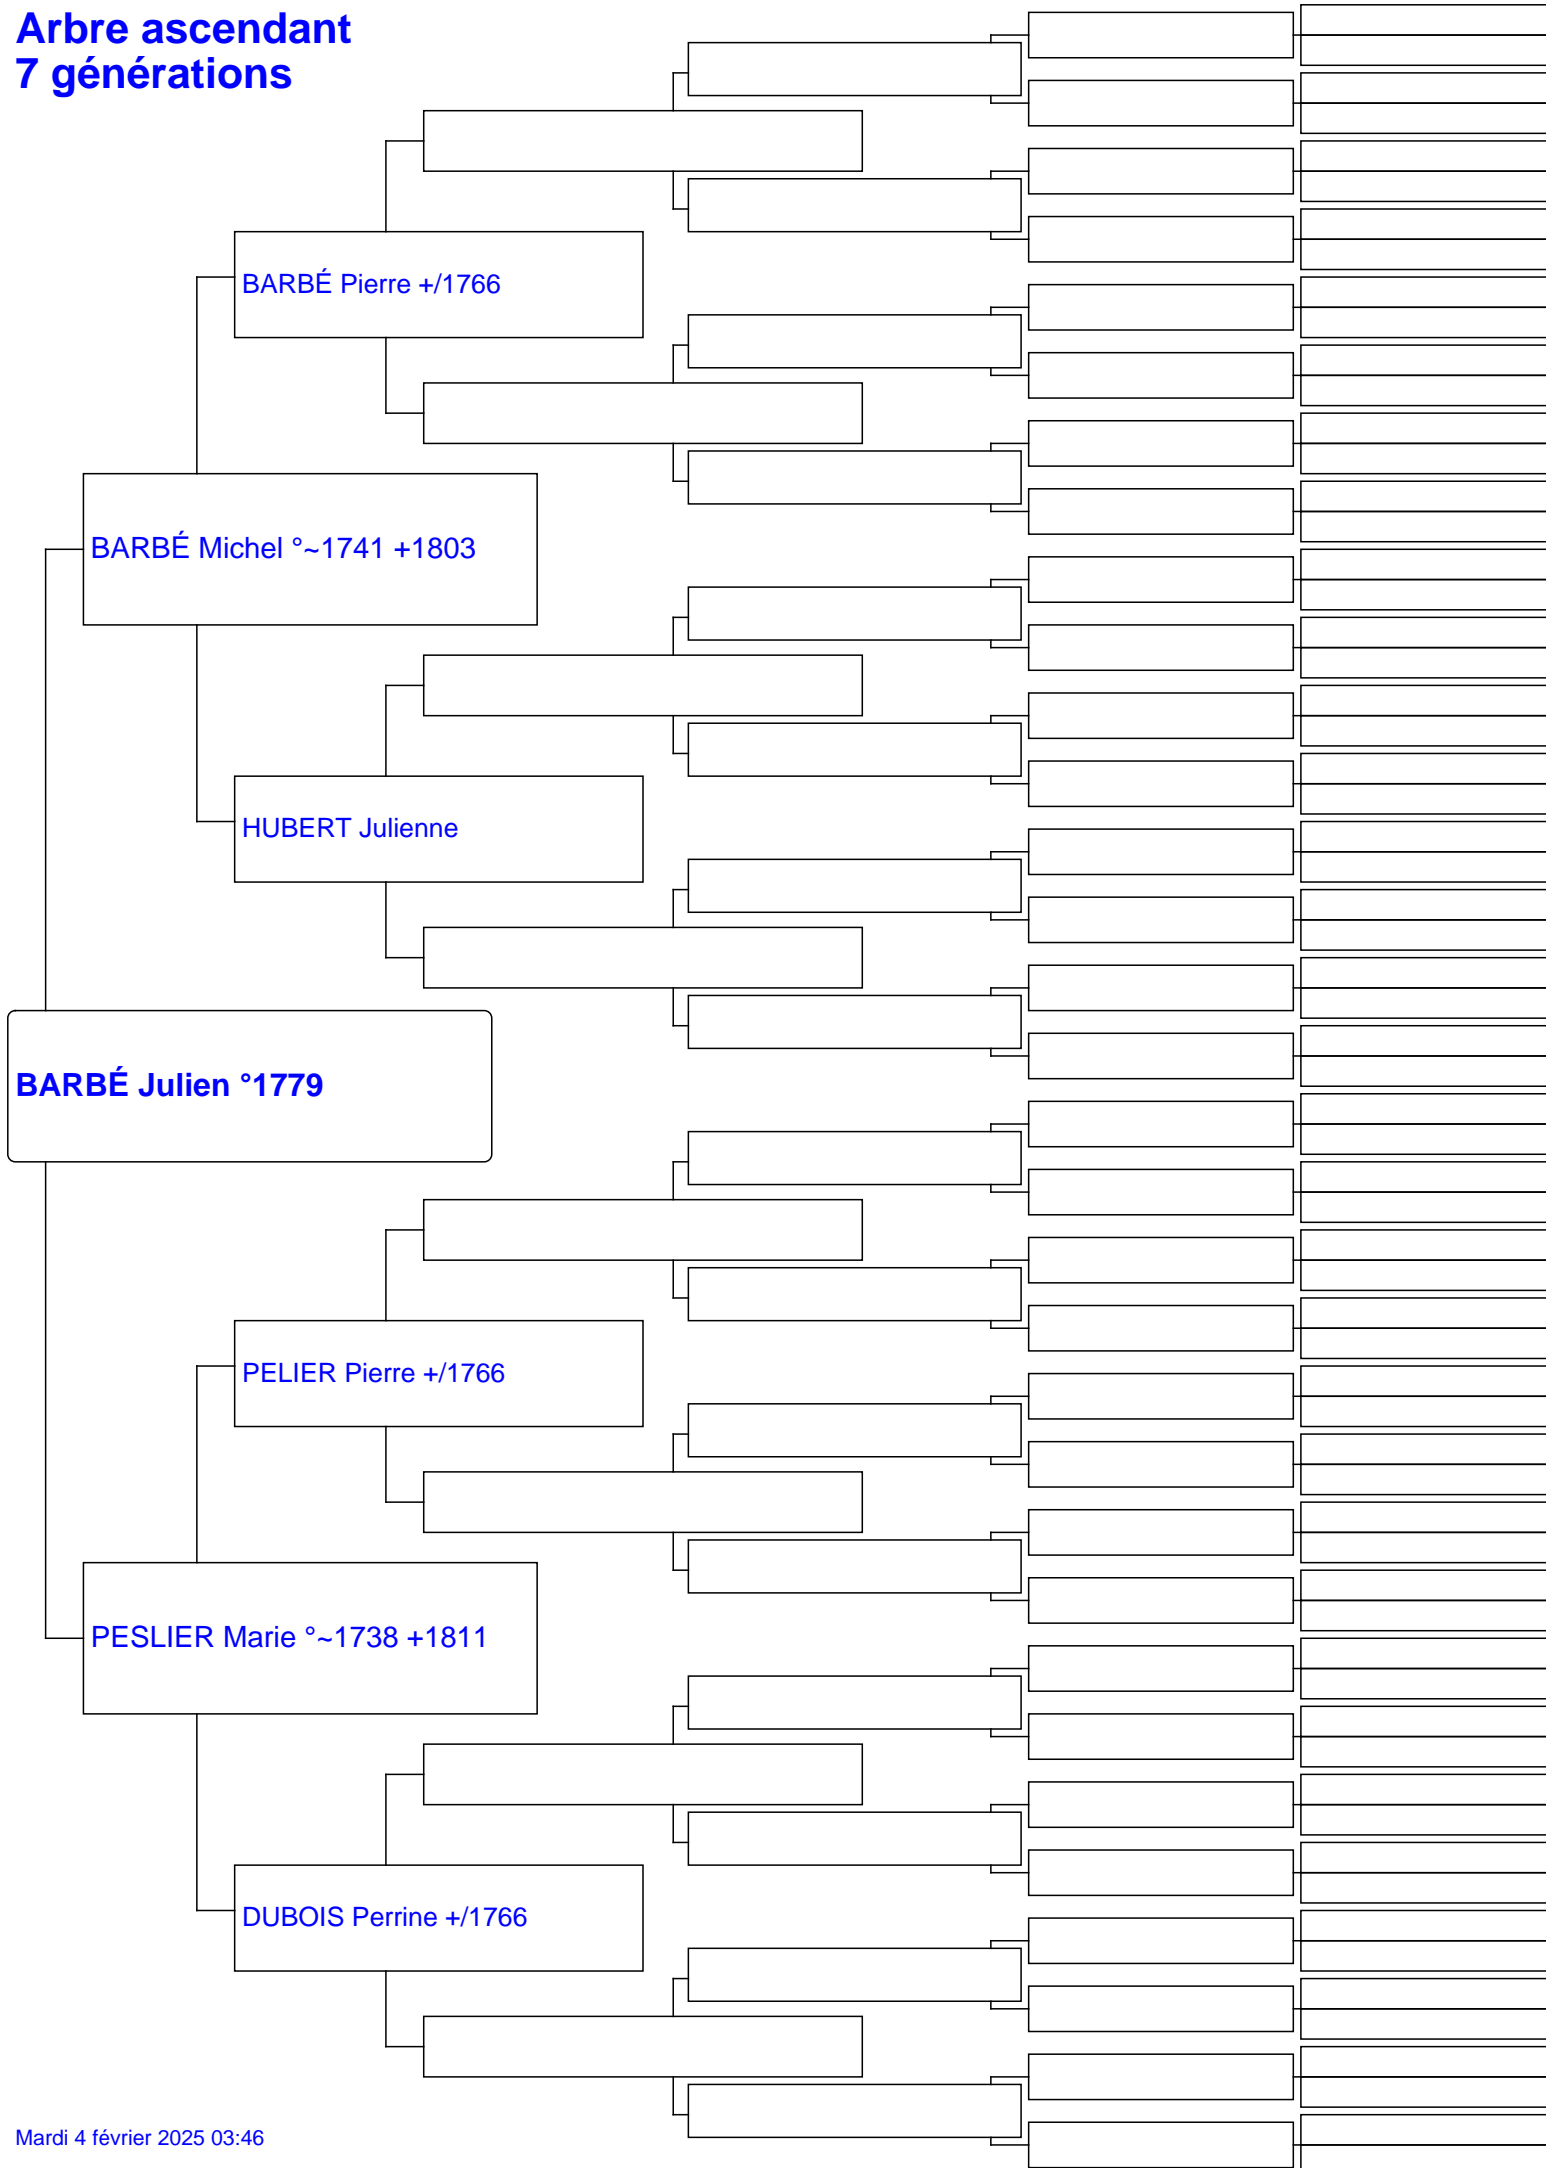 Arbre ascendant
7 générations
BARBÉ Pierre +/1766
BARBÉ Michel °~1741 +1803
HUBERT Julienne
BARBÉ Julien °1779
PELIER Pierre +/1766
PESLIER Marie °~1738 +1811
DUBOIS Perrine +/1766
Mardi 4 février 2025 03:46